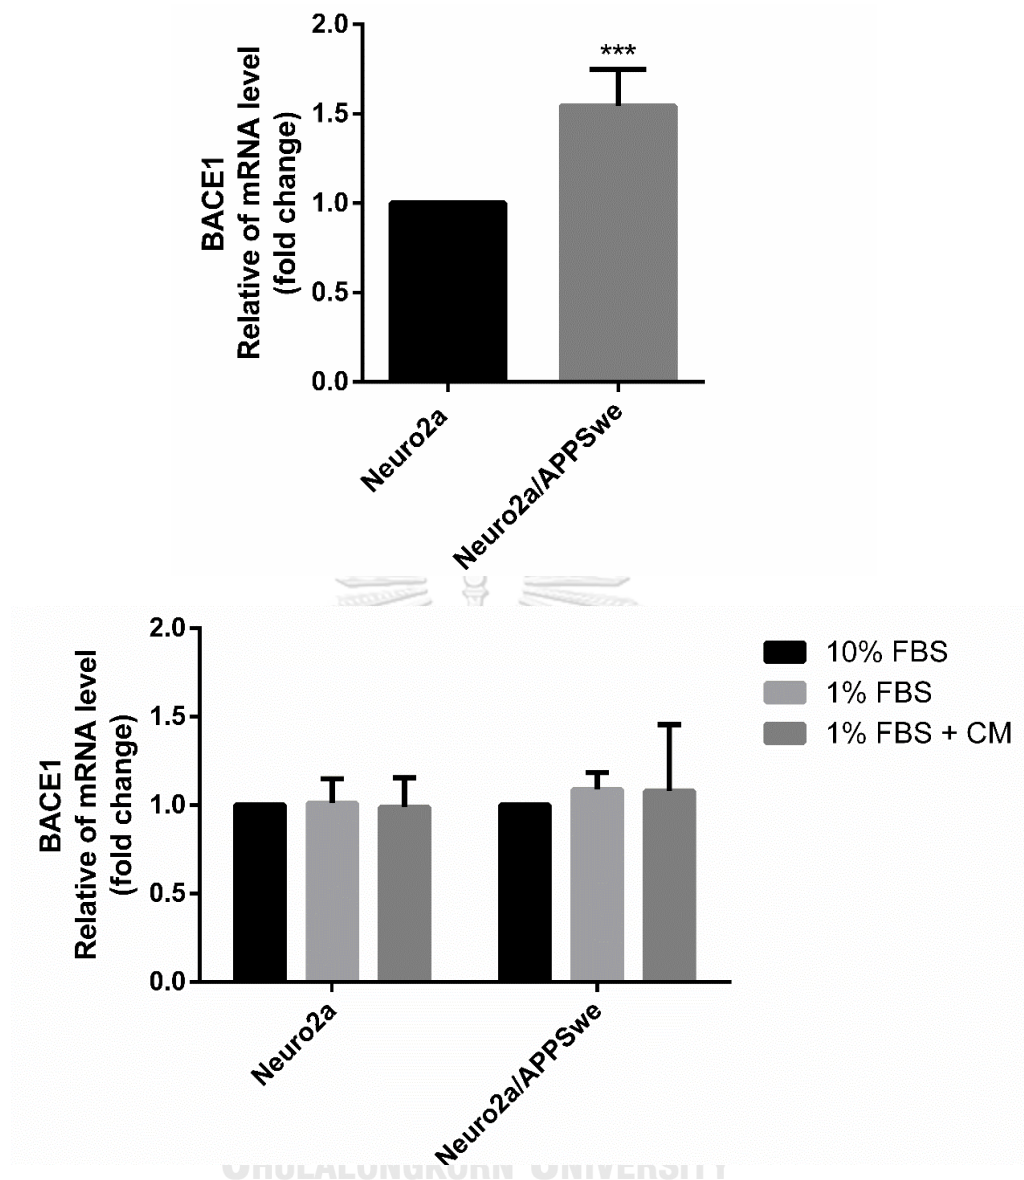 2.0
1.5
1.0
0.5
0.0
BACE1
Relative of mRNA level
(fold change)
***
Neuro2a
Neuro2a/APPSwe
2.0
1.5
1.0
0.5
0.0
BACE1
Relative of mRNA level
(fold change)
Neuro2a
Neuro2a/APPSwe
10% FBS
1% FBS
1% FBS + CM
CHULALONGKORN UNIVERSITY